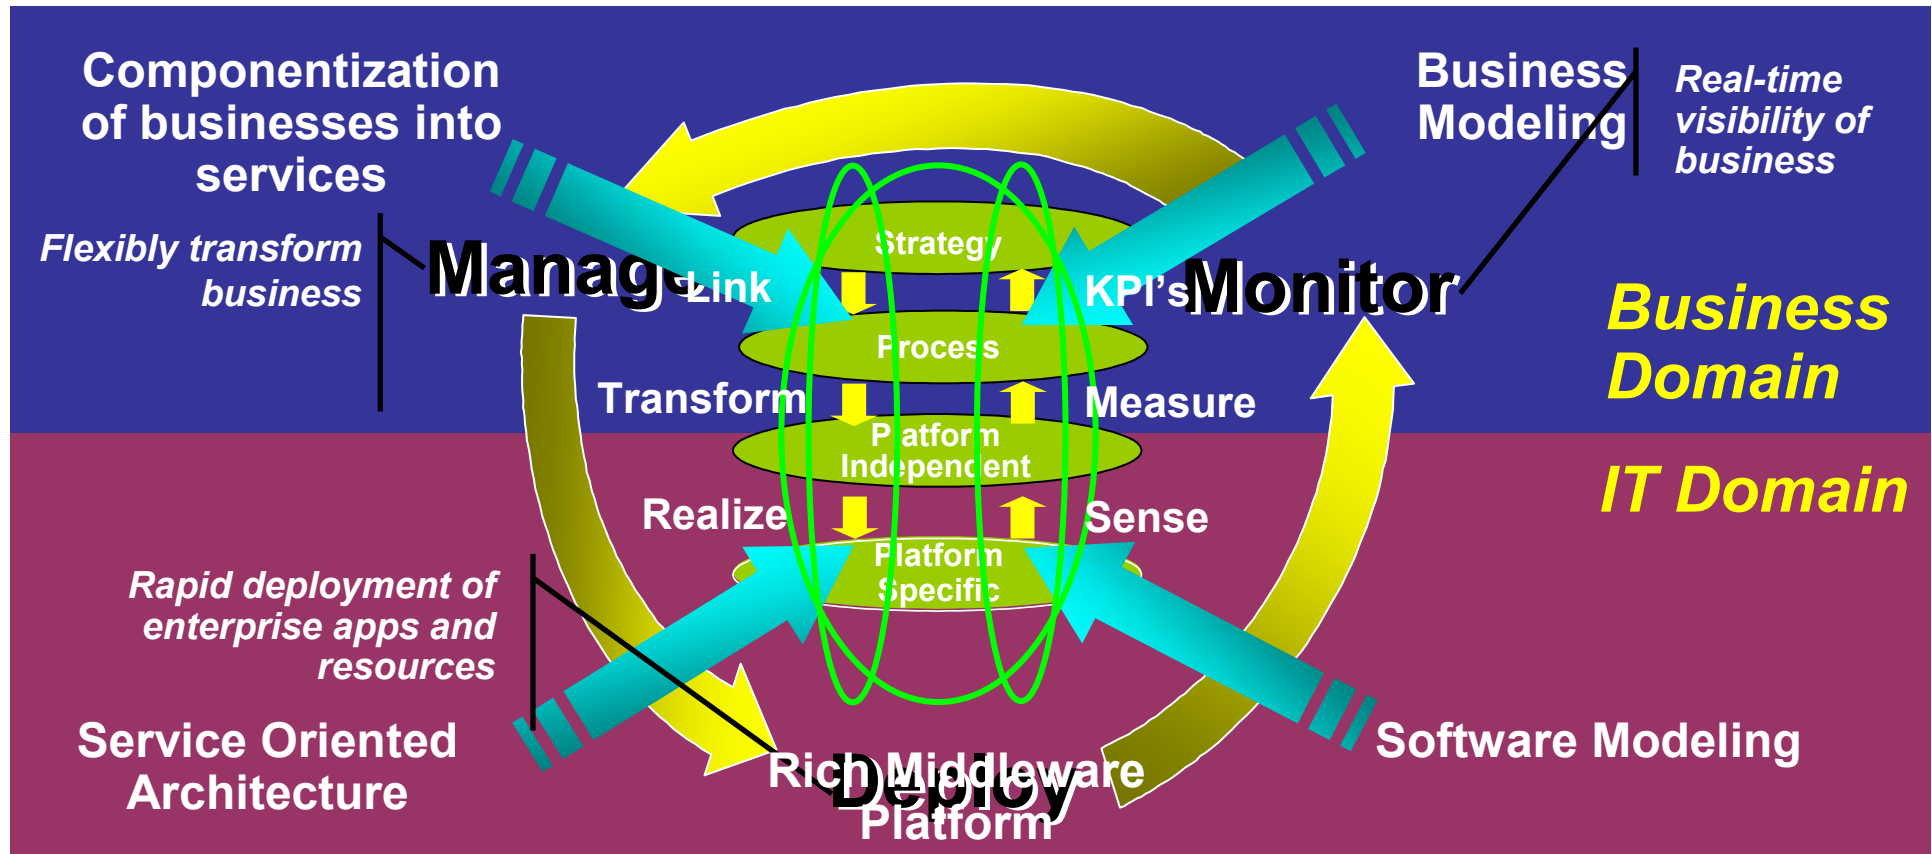 Componentization
of businesses into
services
Business
Modeling
Real-time
visibility of
business
Flexibly transform
business
Manage
Link
Strategy
KPI's
Monitor
Business
Domain
Process
Transform
Measure
Platform
Independent
IT Domain
Realize
Sense
Platform
Specific
Rapid deployment of
enterprise apps and
resources
Service Oriented
Architecture
Software Modeling
Rich Middleware
Platform
Deploy